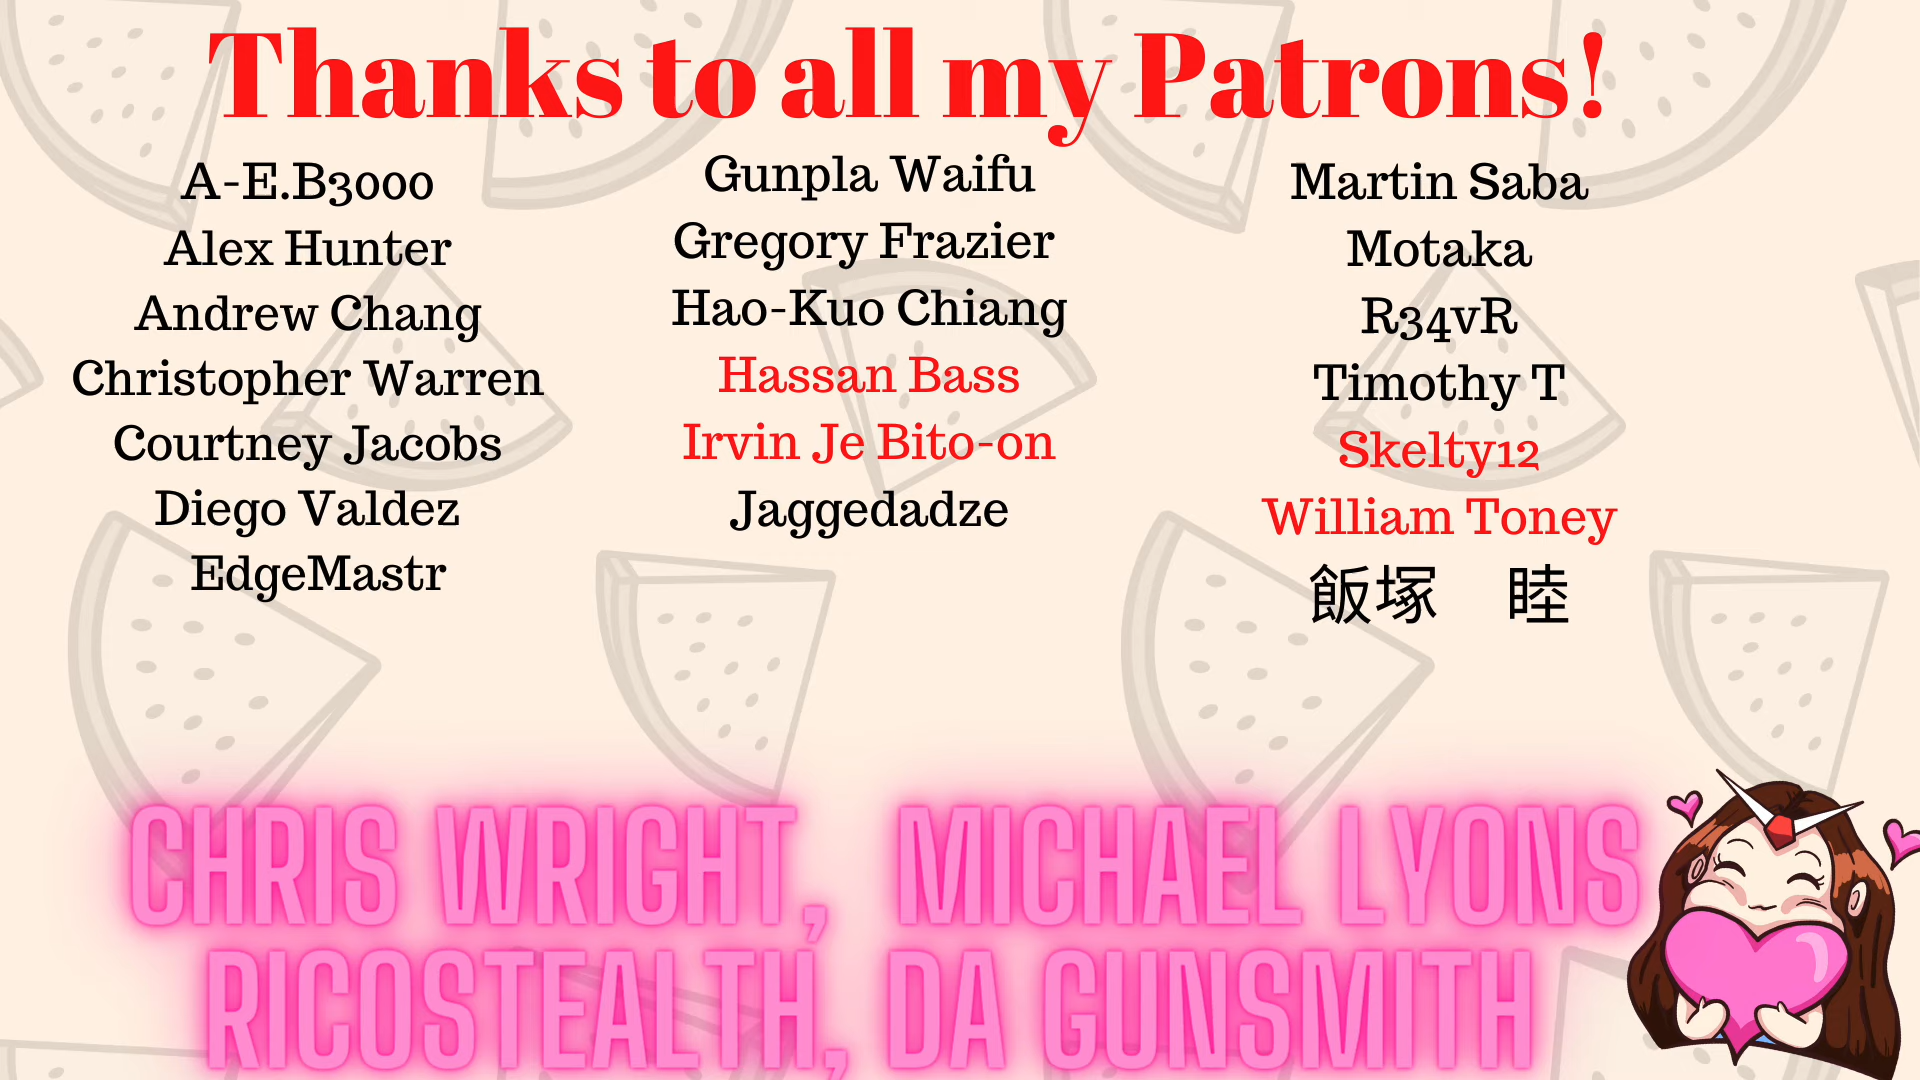 Thanks to all my Patrons!
A-E.B3000
Alex Hunter
Andrew Chang
Christopher Warren
Courtney Jacobs
Diego Valdez
EdgeMastr
Gunpla Waifu
Gregory Frazier
Hao-Kuo Chiang
Hassan Bass
Irvin Je Bito-on
Jaggedadze
Martin Saba
Motaka
R34vR
Timothy T
Skelty12
William Toney
飯塚　睦
CHRIS WRIGHT, MICHAEL LYONS
RICOSTEALTH, DA GUNSMITH